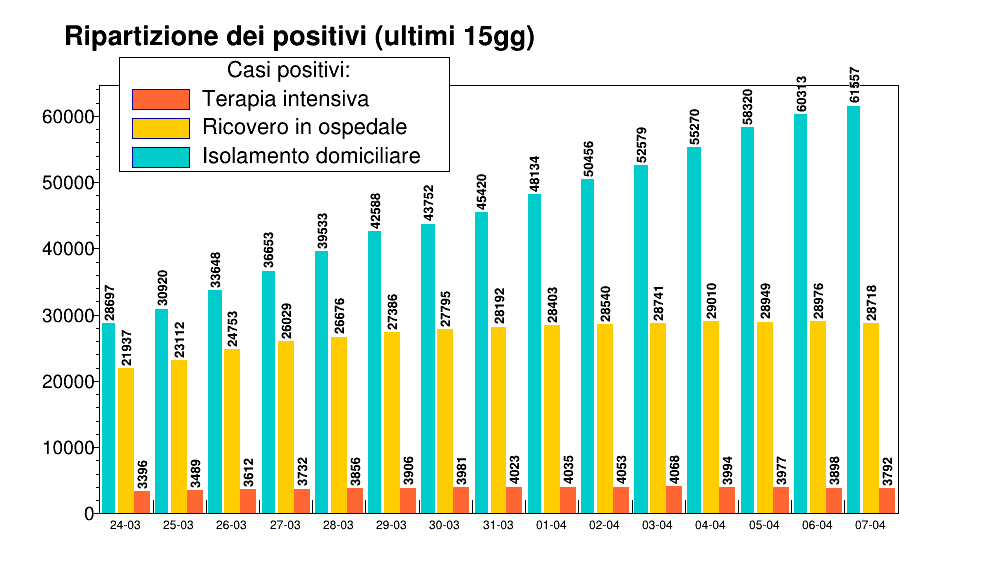 Ripartizione dei positivi (ultimi 15gg)
Casi positivi:
Terapia intensiva
Ricovero in ospedale
Isolamento domiciliare
60000
50000
40000
30000
20000
10000
0
28697 21937 3396
30920 23112 3489
33648 24753 3612
36653 26029 3732
39533 26676 3856
42588 27386 3906
43752 27795 3981
45420 28192 4023
48134 28403 4035
50456 28540 4053
52579 28741 4068
55270 29010 3994
58320 28949 3977
60313 28976 3898
61557 28718 3792
24-03 25-03 26-03 27-03 28-03 29-03 30-03 31-03 01-04 02-04 03-04 04-04 05-04 06-04 07-04